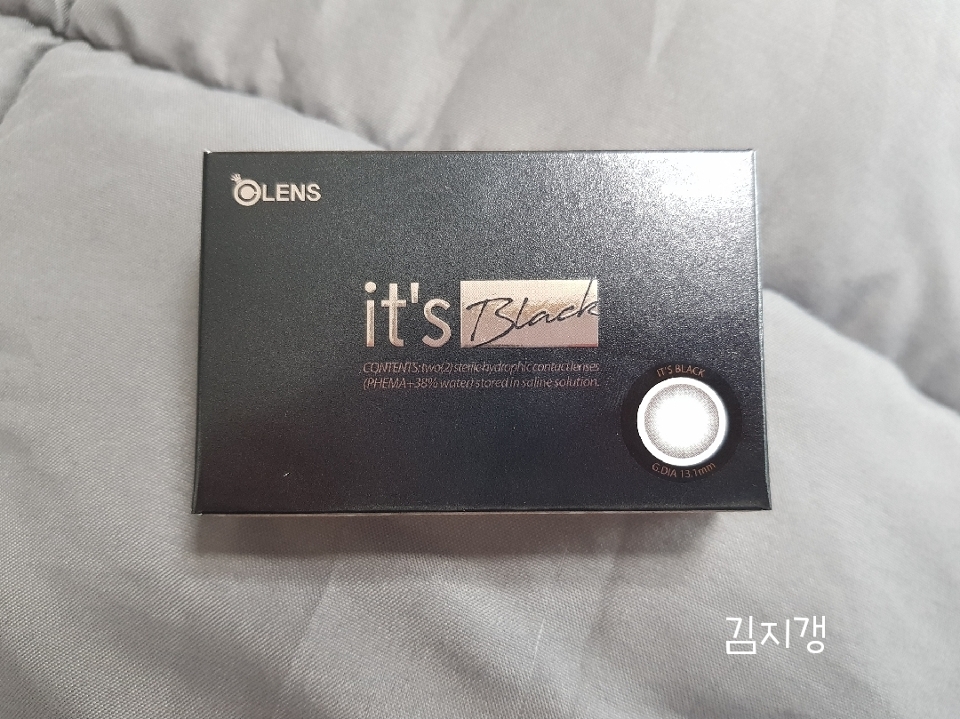 OLENS
it's Black
CONTENTS: two(2) sterile hydrophic contact lenses
(PHEMA+38% water) stored in saline solution.
IT'S BLACK
G.DIA 13.1mm
김지갱